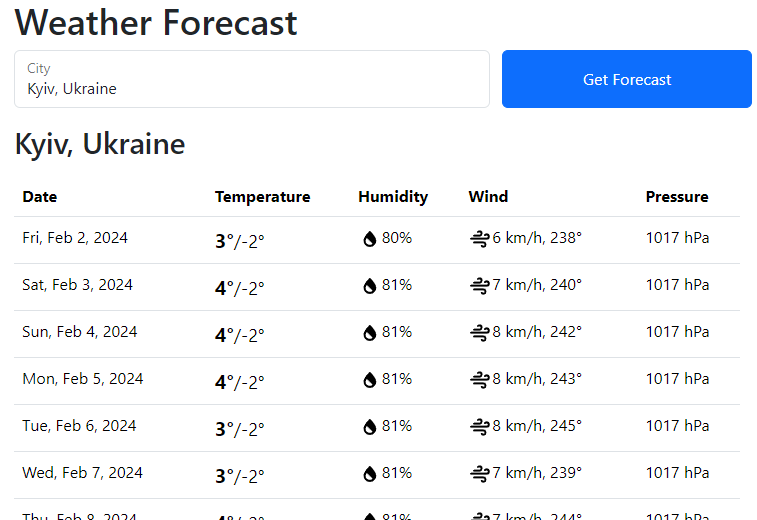 Weather Forecast
City
Kyiv, Ukraine
Get Forecast
Kyiv, Ukraine
Date Temperature Humidity Wind Pressure
Fri, Feb 2, 2024 3°/-2° 80% 6 km/h, 238° 1017 hPa
Sat, Feb 3, 2024 4°/-2° 81% 7 km/h, 240° 1017 hPa
Sun, Feb 4, 2024 4°/-2° 81% 8 km/h, 242° 1017 hPa
Mon, Feb 5, 2024 4°/-2° 81% 8 km/h, 243° 1017 hPa
Tue, Feb 6, 2024 3°/-2° 81% 8 km/h, 245° 1017 hPa
Wed, Feb 7, 2024 3°/-2° 81% 7 km/h, 239° 1017 hPa
Thu, Feb 8, 2024 4°/-2° 81% 7 km/h, 244° 1017 hPa